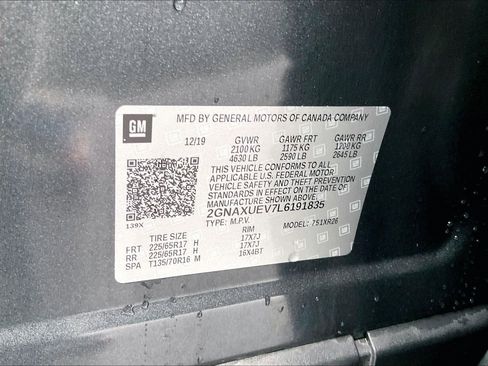 MFD BY GENERAL MOTORS OF CANADA COMPANY
GM
12/19 GVWR GAWR FRT GAWR RR
2100 KG 1175 KG 1200 KG
4630 LB 2590 LB 2645 LB
THIS VEHICLE CONFORMS TO ALL
APPLICABLE U.S. FEDERAL MOTOR
VEHICLE SAFETY AND THEFT PREVENTION
STANDARDS IN EFFECT ON THE DATE OF
MANUFACTURE SHOWN ABOVE.
2GNAXUEV7L6191835
139X
TYPE: M.P.V. MODEL: 751XR26
TIRE SIZE RIM
FRT 225/65R17 H 17X7J
RR 225/65R17 H 17X7J
SPA T135/70R16 M 16X4BT